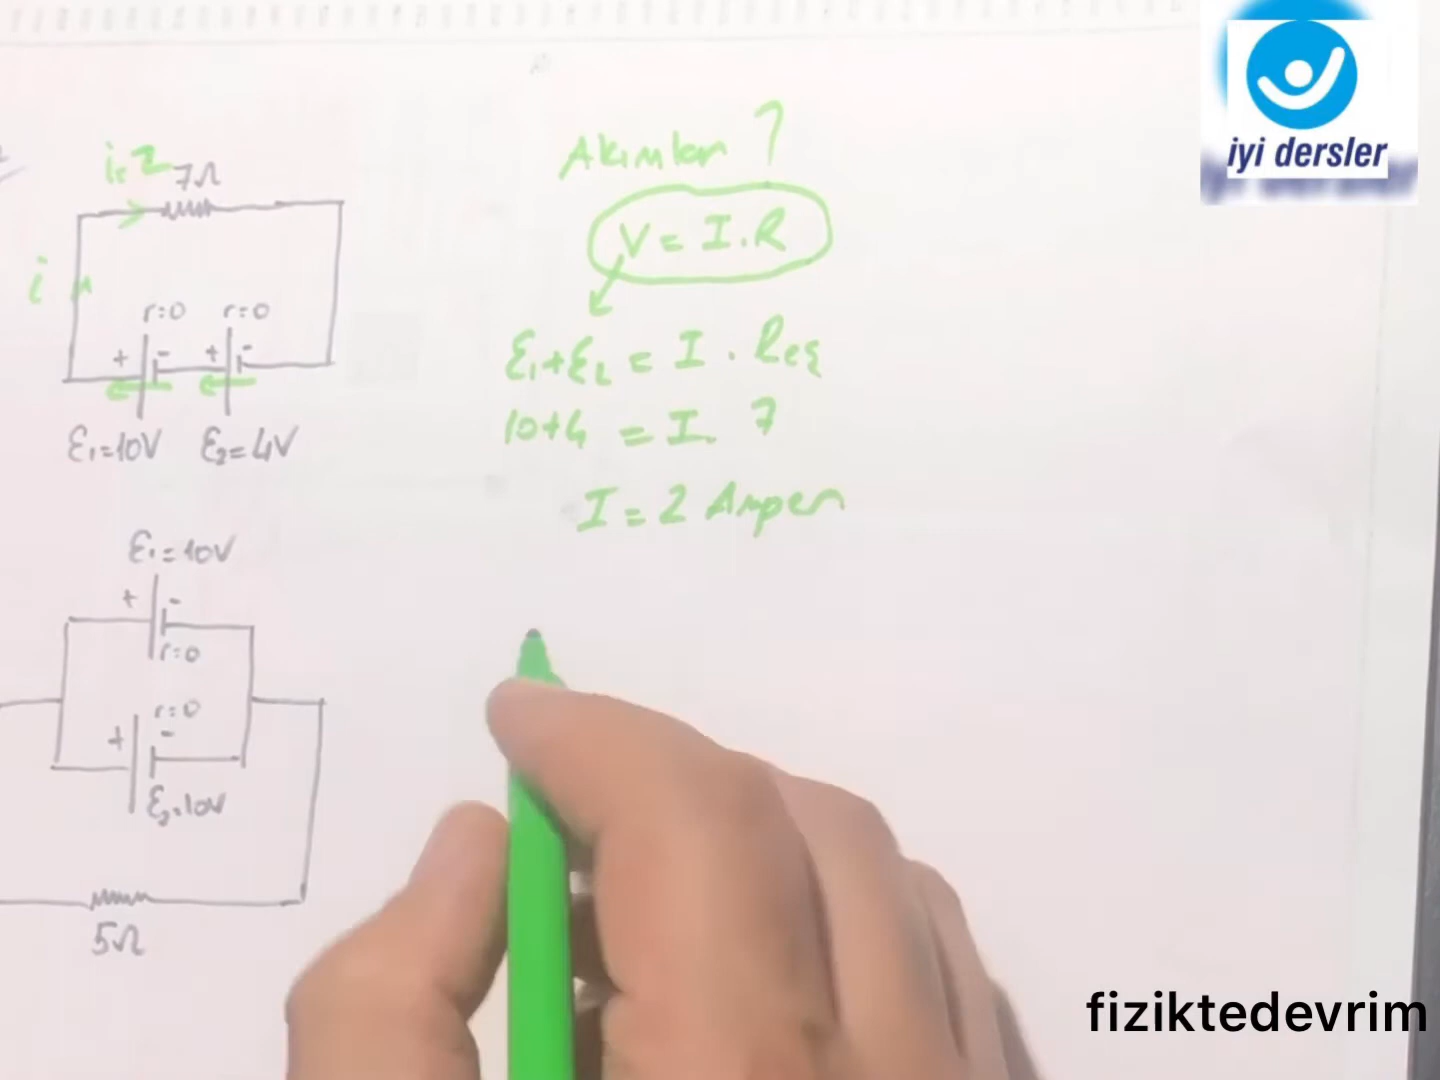 iyi dersler
Akımlar ?
V = I.R
ε₁+ε₂ = I . Reş
10+4 = I. 7
I = 2 Amper
i=2
7Ω
i
r=0 r=0
+ - + -
ε₁=10V ε₂=4V
ε₁=10V
+ -
r=0
r=0
+ -
ε₂=10V
5Ω
fiziktedevrim